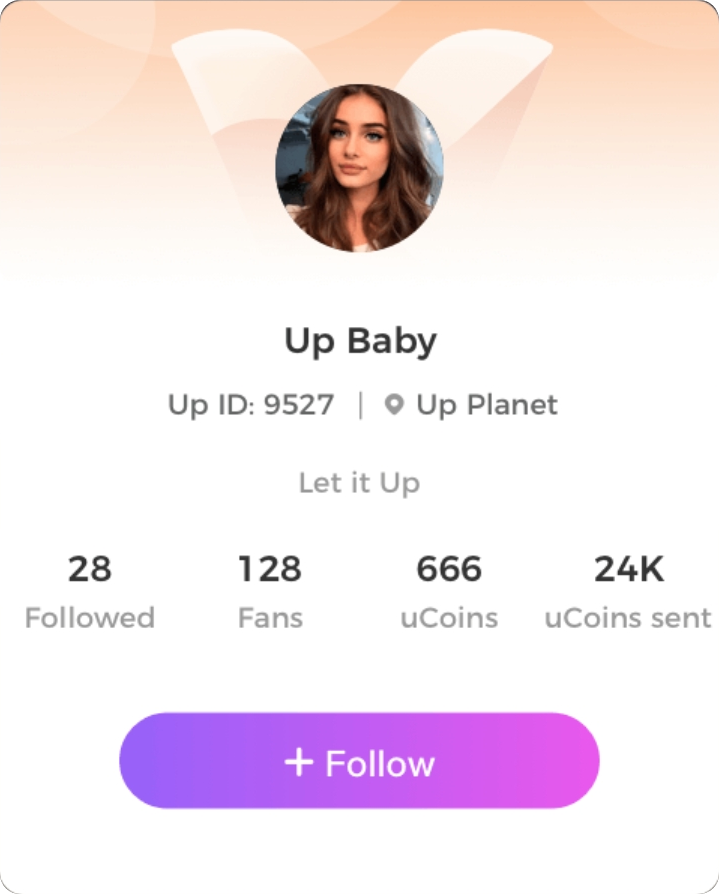 Up Baby
Up ID: 9527 | Up Planet
Let it Up
28 128 666 24K
Followed Fans uCoins uCoins sent
+ Follow